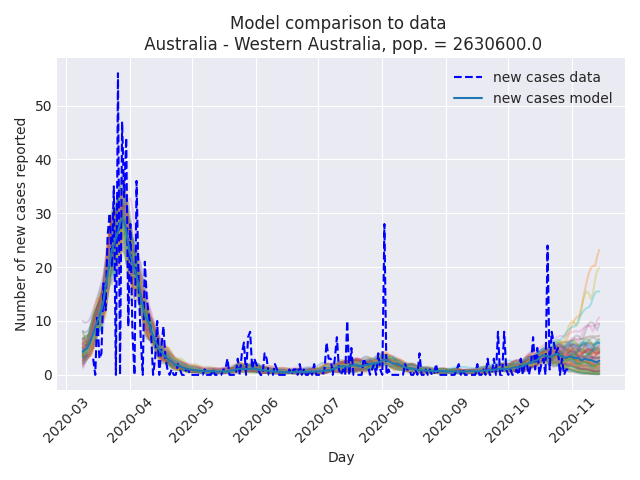 Model comparison to data
Australia - Western Australia, pop. = 2630600.0
new cases data
new cases model
Number of new cases reported
50
40
30
20
10
0
2020-03
2020-04
2020-05
2020-06
2020-07
2020-08
2020-09
2020-10
2020-11
Day